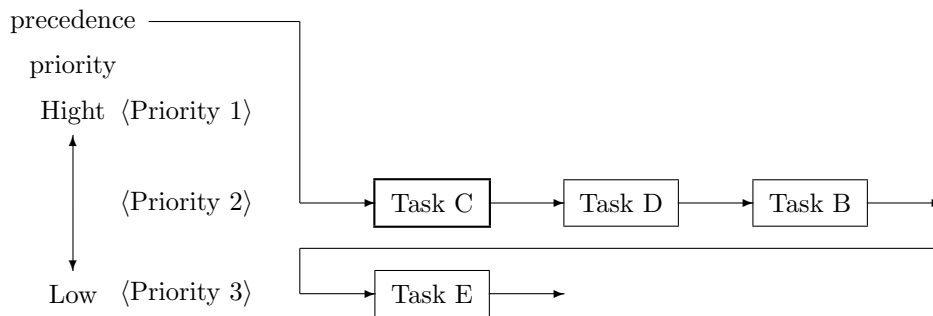 precedence
priority
Hight ⟨Priority 1⟩
⟨Priority 2⟩ Task C Task D Task B
Low ⟨Priority 3⟩ Task E